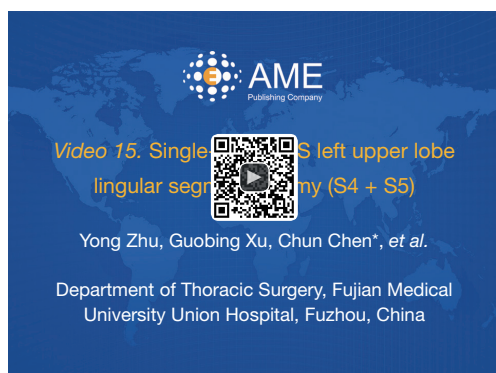 E AME
Publishing Company
Video 15. Single- S left upper lobe
lingular segm my (S4 + S5)
Yong Zhu, Guobing Xu, Chun Chen*, et al.
Department of Thoracic Surgery, Fujian Medical
University Union Hospital, Fuzhou, China